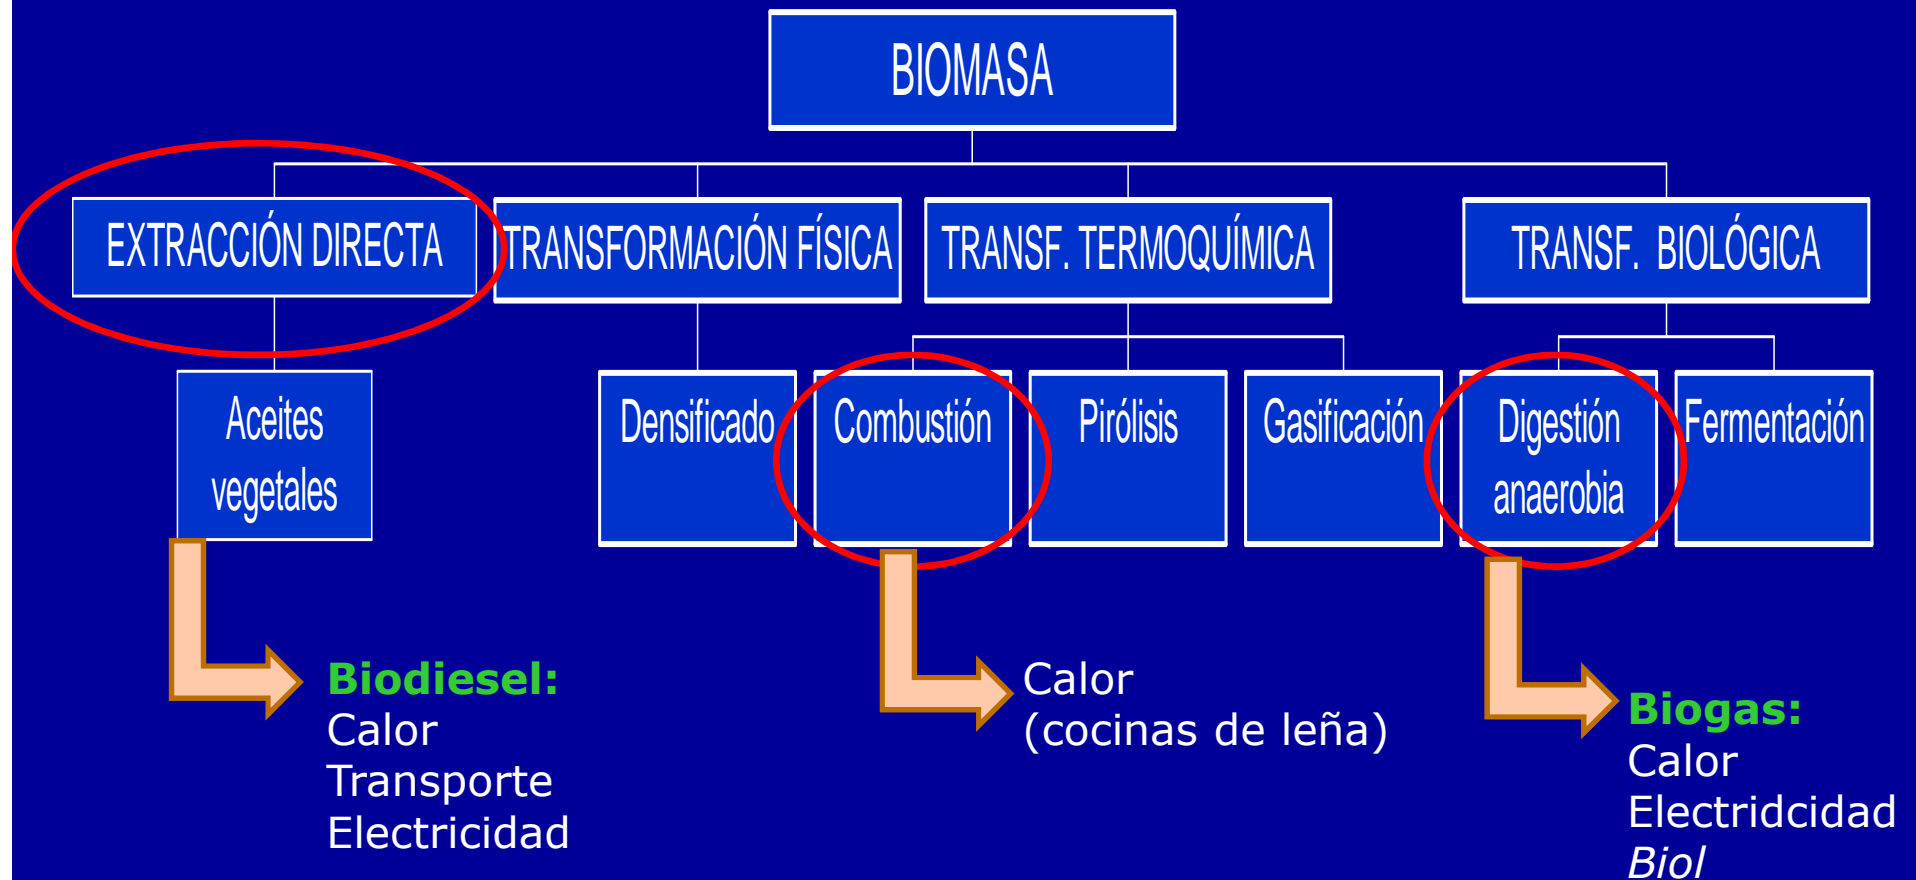 BIOMASA
EXTRACCIÓN DIRECTA
TRANSFORMACIÓN FÍSICA
TRANSF. TERMOQUÍMICA
TRANSF. BIOLÓGICA
Aceites
vegetales
Densificado
Combustión
Pirólisis
Gasificación
Digestión
anaerobia
Fermentación
Biodiesel:
Calor
Transporte
Electricidad
Calor
(cocinas de leña)
Biogas:
Calor
Electridcidad
Biol